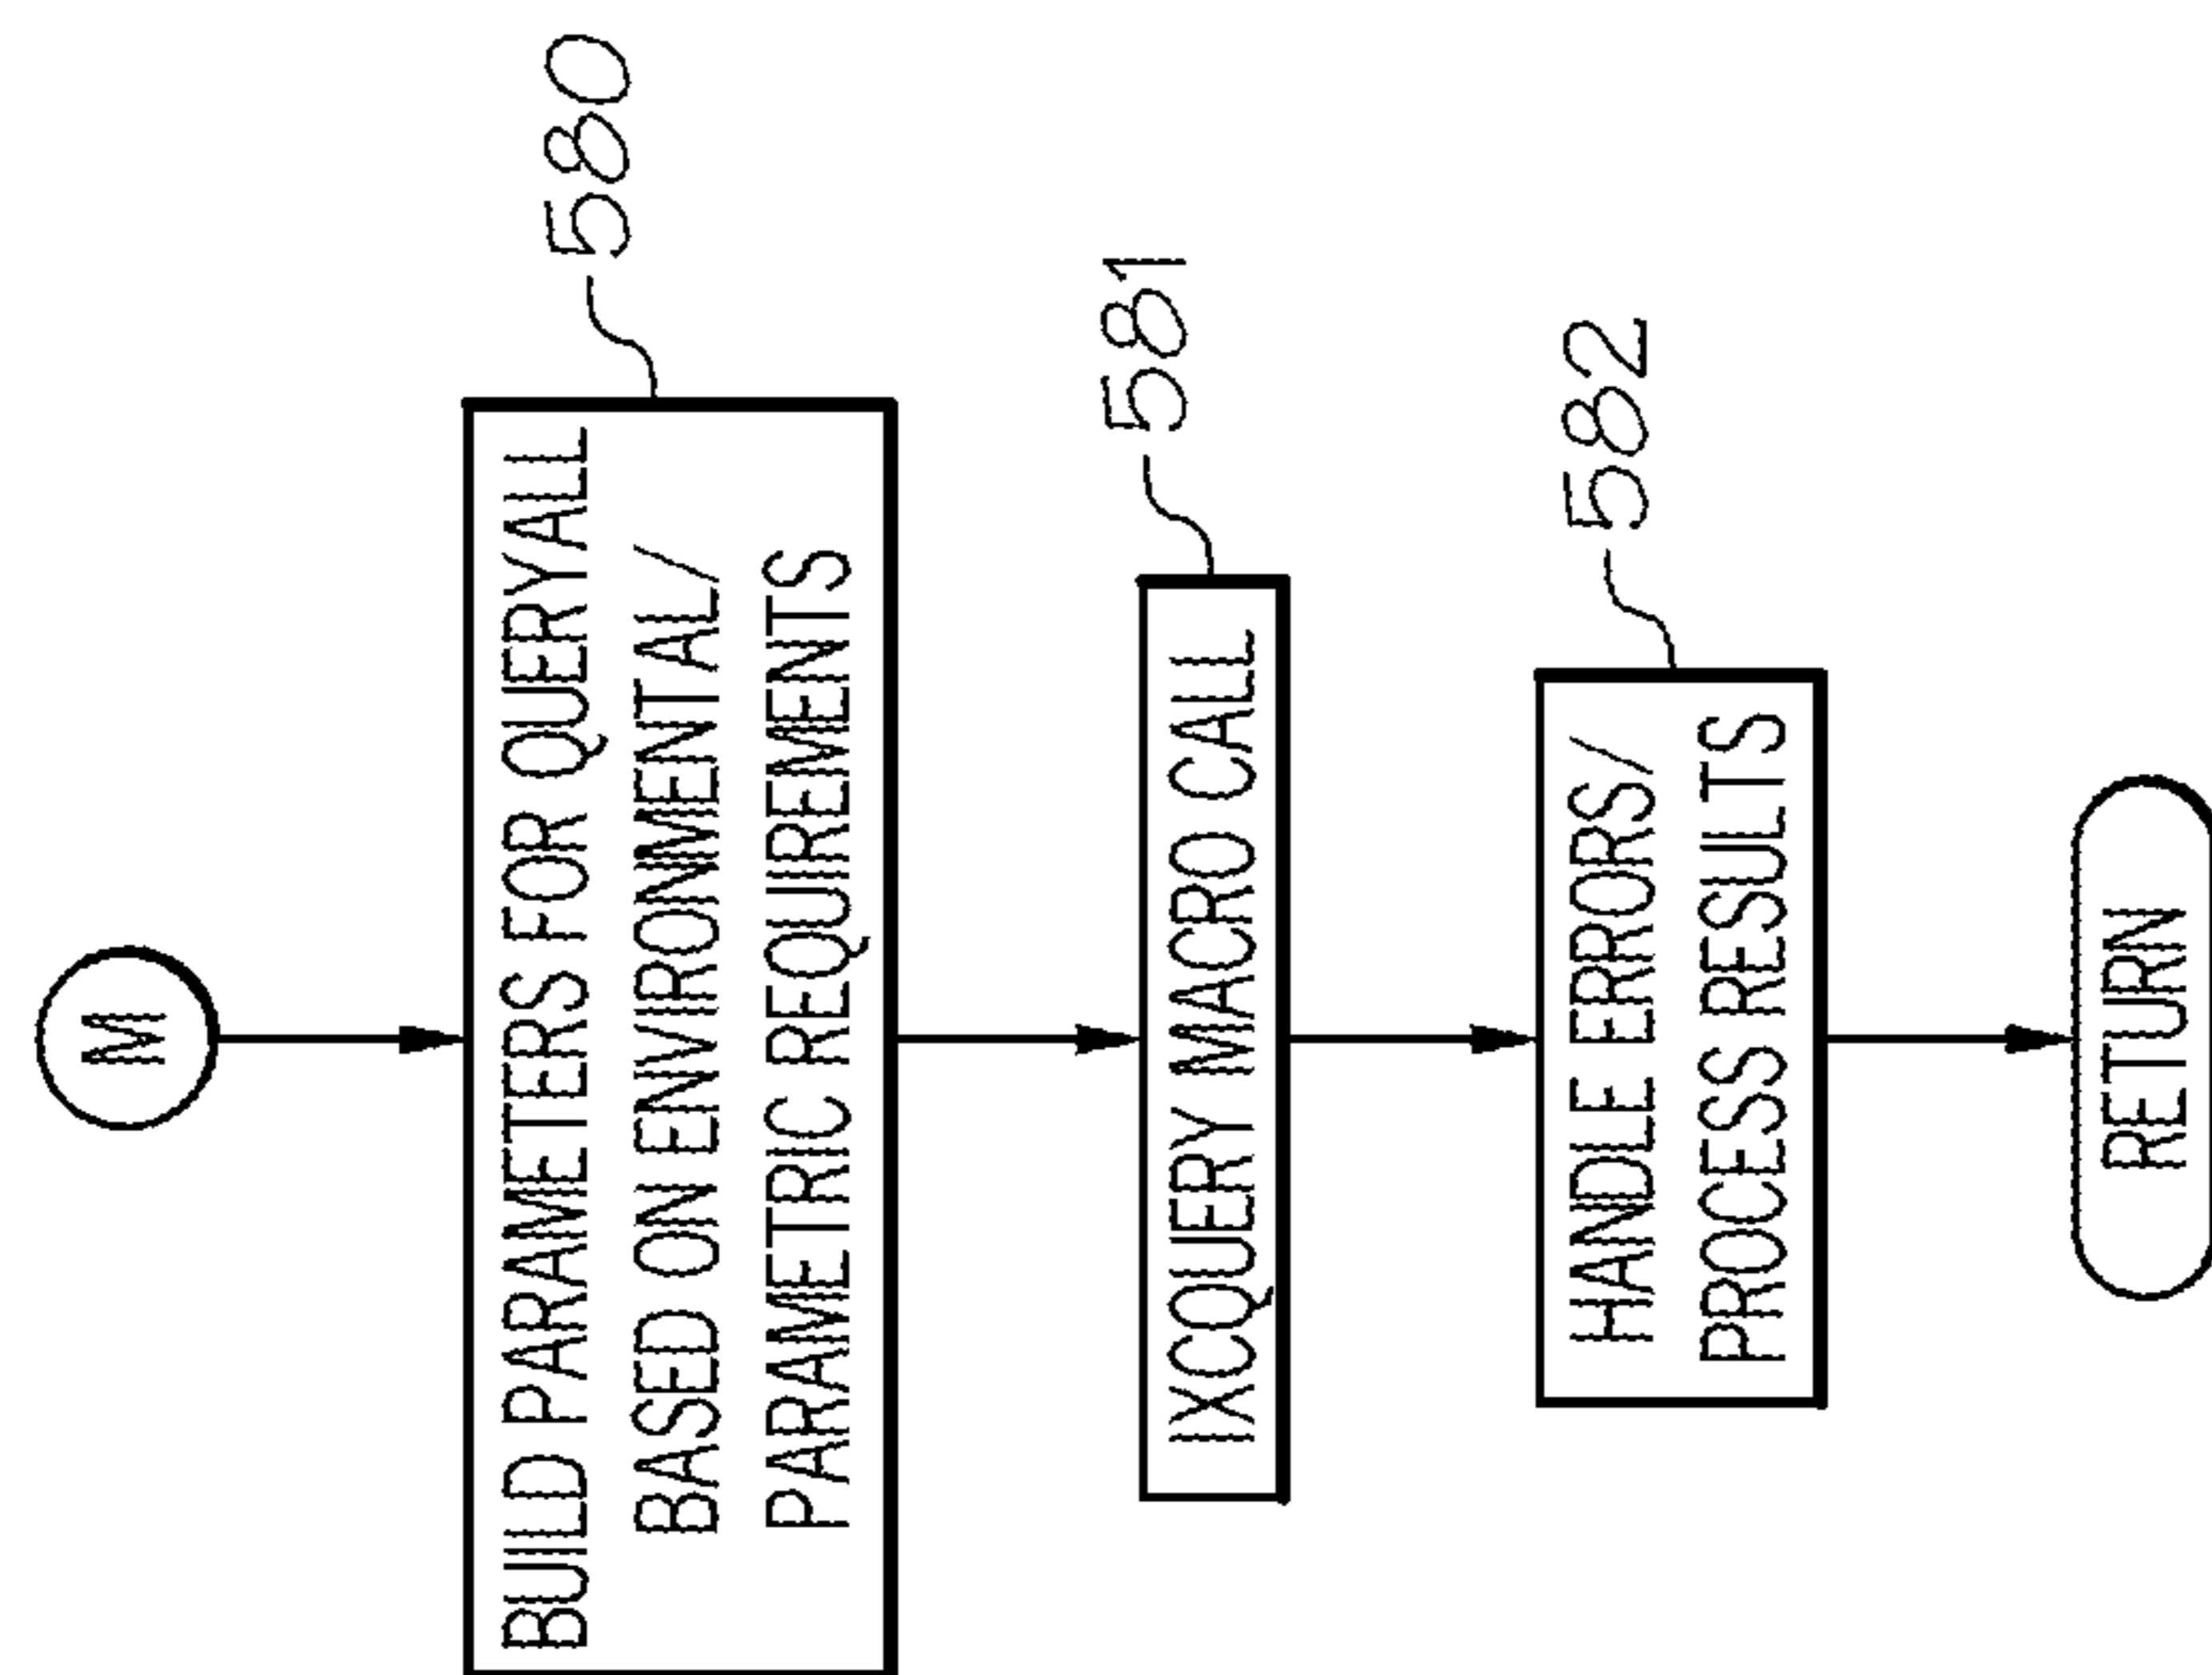 M
BUILD PARAMETERS FOR QUERYALL
BASED ON ENVIRONMENTAL/
PARAMETRIC REQUIREMENTS
580
IXCQUERY MACRO CALL
581
HANDLE ERRORS/
PROCESS RESULTS
582
RETURN